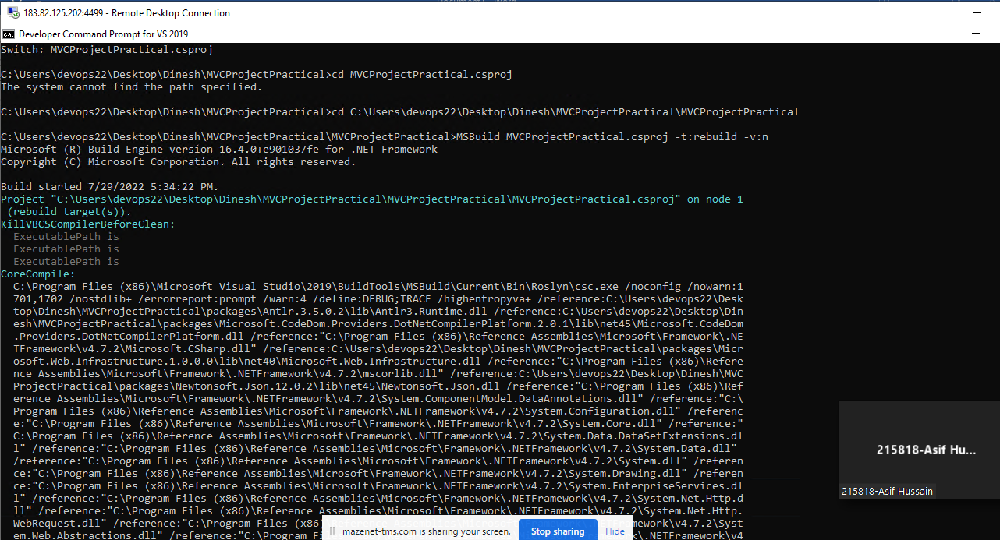 183.82.125.202:4499 - Remote Desktop Connection
Developer Command Prompt for VS 2019
Switch: MVCProjectPractical.csproj
C:\Users\devops22\Desktop\Dinesh\MVCProjectPractical>cd MVCProjectPractical.csproj
The system cannot find the path specified.
C:\Users\devops22\Desktop\Dinesh\MVCProjectPractical>cd C:\Users\devops22\Desktop\Dinesh\MVCProjectPractical\MVCProjectPractical
C:\Users\devops22\Desktop\Dinesh\MVCProjectPractical\MVCProjectPractical>MSBuild MVCProjectPractical.csproj -t:rebuild -v:n
Microsoft (R) Build Engine version 16.4.0+e901037fe for .NET Framework
Copyright (C) Microsoft Corporation. All rights reserved.
Build started 7/29/2022 5:34:22 PM.
Project "C:\Users\devops22\Desktop\Dinesh\MVCProjectPractical\MVCProjectPractical\MVCProjectPractical.csproj" on node 1
(rebuild target(s)).
KillVBCSCompilerBeforeClean:
ExecutablePath is
ExecutablePath is
ExecutablePath is
CoreCompile:
C:\Program Files (x86)\Microsoft Visual Studio\2019\BuildTools\MSBuild\Current\Bin\Roslyn\csc.exe /noconfig /nowarn:1
701,1702 /nostdlib+ /errorreport:prompt /warn:4 /define:DEBUG;TRACE /highentropyva+ /reference:C:\Users\devops22\Desk
top\Dinesh\MVCProjectPractical\packages\Antlr.3.5.0.2\lib\Antlr3.Runtime.dll /reference:C:\Users\devops22\Desktop\Din
esh\MVCProjectPractical\packages\Microsoft.CodeDom.Providers.DotNetCompilerPlatform.2.0.1\lib\net45\Microsoft.CodeDom
.Providers.DotNetCompilerPlatform.dll /reference:"C:\Program Files (x86)\Reference Assemblies\Microsoft\Framework\.NE
TFramework\v4.7.2\Microsoft.CSharp.dll" /reference:C:\Users\devops22\Desktop\Dinesh\MVCProjectPractical\packages\Micr
osoft.Web.Infrastructure.1.0.0.0\lib\net40\Microsoft.Web.Infrastructure.dll /reference:"C:\Program Files (x86)\Refere
nce Assemblies\Microsoft\Framework\.NETFramework\v4.7.2\mscorlib.dll" /reference:C:\Users\devops22\Desktop\Dinesh\MVC
ProjectPractical\packages\Newtonsoft.Json.12.0.2\lib\net45\Newtonsoft.Json.dll /reference:"C:\Program Files (x86)\Ref
erence Assemblies\Microsoft\Framework\.NETFramework\v4.7.2\System.ComponentModel.DataAnnotations.dll" /reference:"C:\
Program Files (x86)\Reference Assemblies\Microsoft\Framework\.NETFramework\v4.7.2\System.Configuration.dll" /referenc
e:"C:\Program Files (x86)\Reference Assemblies\Microsoft\Framework\.NETFramework\v4.7.2\System.Core.dll" /reference:"
C:\Program Files (x86)\Reference Assemblies\Microsoft\Framework\.NETFramework\v4.7.2\System.Data.DataSetExtensions.dl
l" /reference:"C:\Program Files (x86)\Reference Assemblies\Microsoft\Framework\.NETFramework\v4.7.2\System.Data.dll"
/reference:"C:\Program Files (x86)\Reference Assemblies\Microsoft\Framework\.NETFramework\v4.7.2\System.dll" /referen
ce:"C:\Program Files (x86)\Reference Assemblies\Microsoft\Framework\.NETFramework\v4.7.2\System.Drawing.dll" /referen
ce:"C:\Program Files (x86)\Reference Assemblies\Microsoft\Framework\.NETFramework\v4.7.2\System.EnterpriseServices.dl
l" /reference:"C:\Program Files (x86)\Reference Assemblies\Microsoft\Framework\.NETFramework\v4.7.2\System.Net.Http.d
ll" /reference:"C:\Program Files (x86)\Reference Assemblies\Microsoft\Framework\.NETFramework\v4.7.2\System.Net.Http.
WebRequest.dll" /reference:"C:\Program F
mework\v4.7.2\Syst
em.Web.Abstractions.dll" /reference:"C:\
\.NETFramework\v4
215818-Asif Hu...
215818-Asif Hussain
mazenet-tms.com is sharing your screen.
Stop sharing
Hide